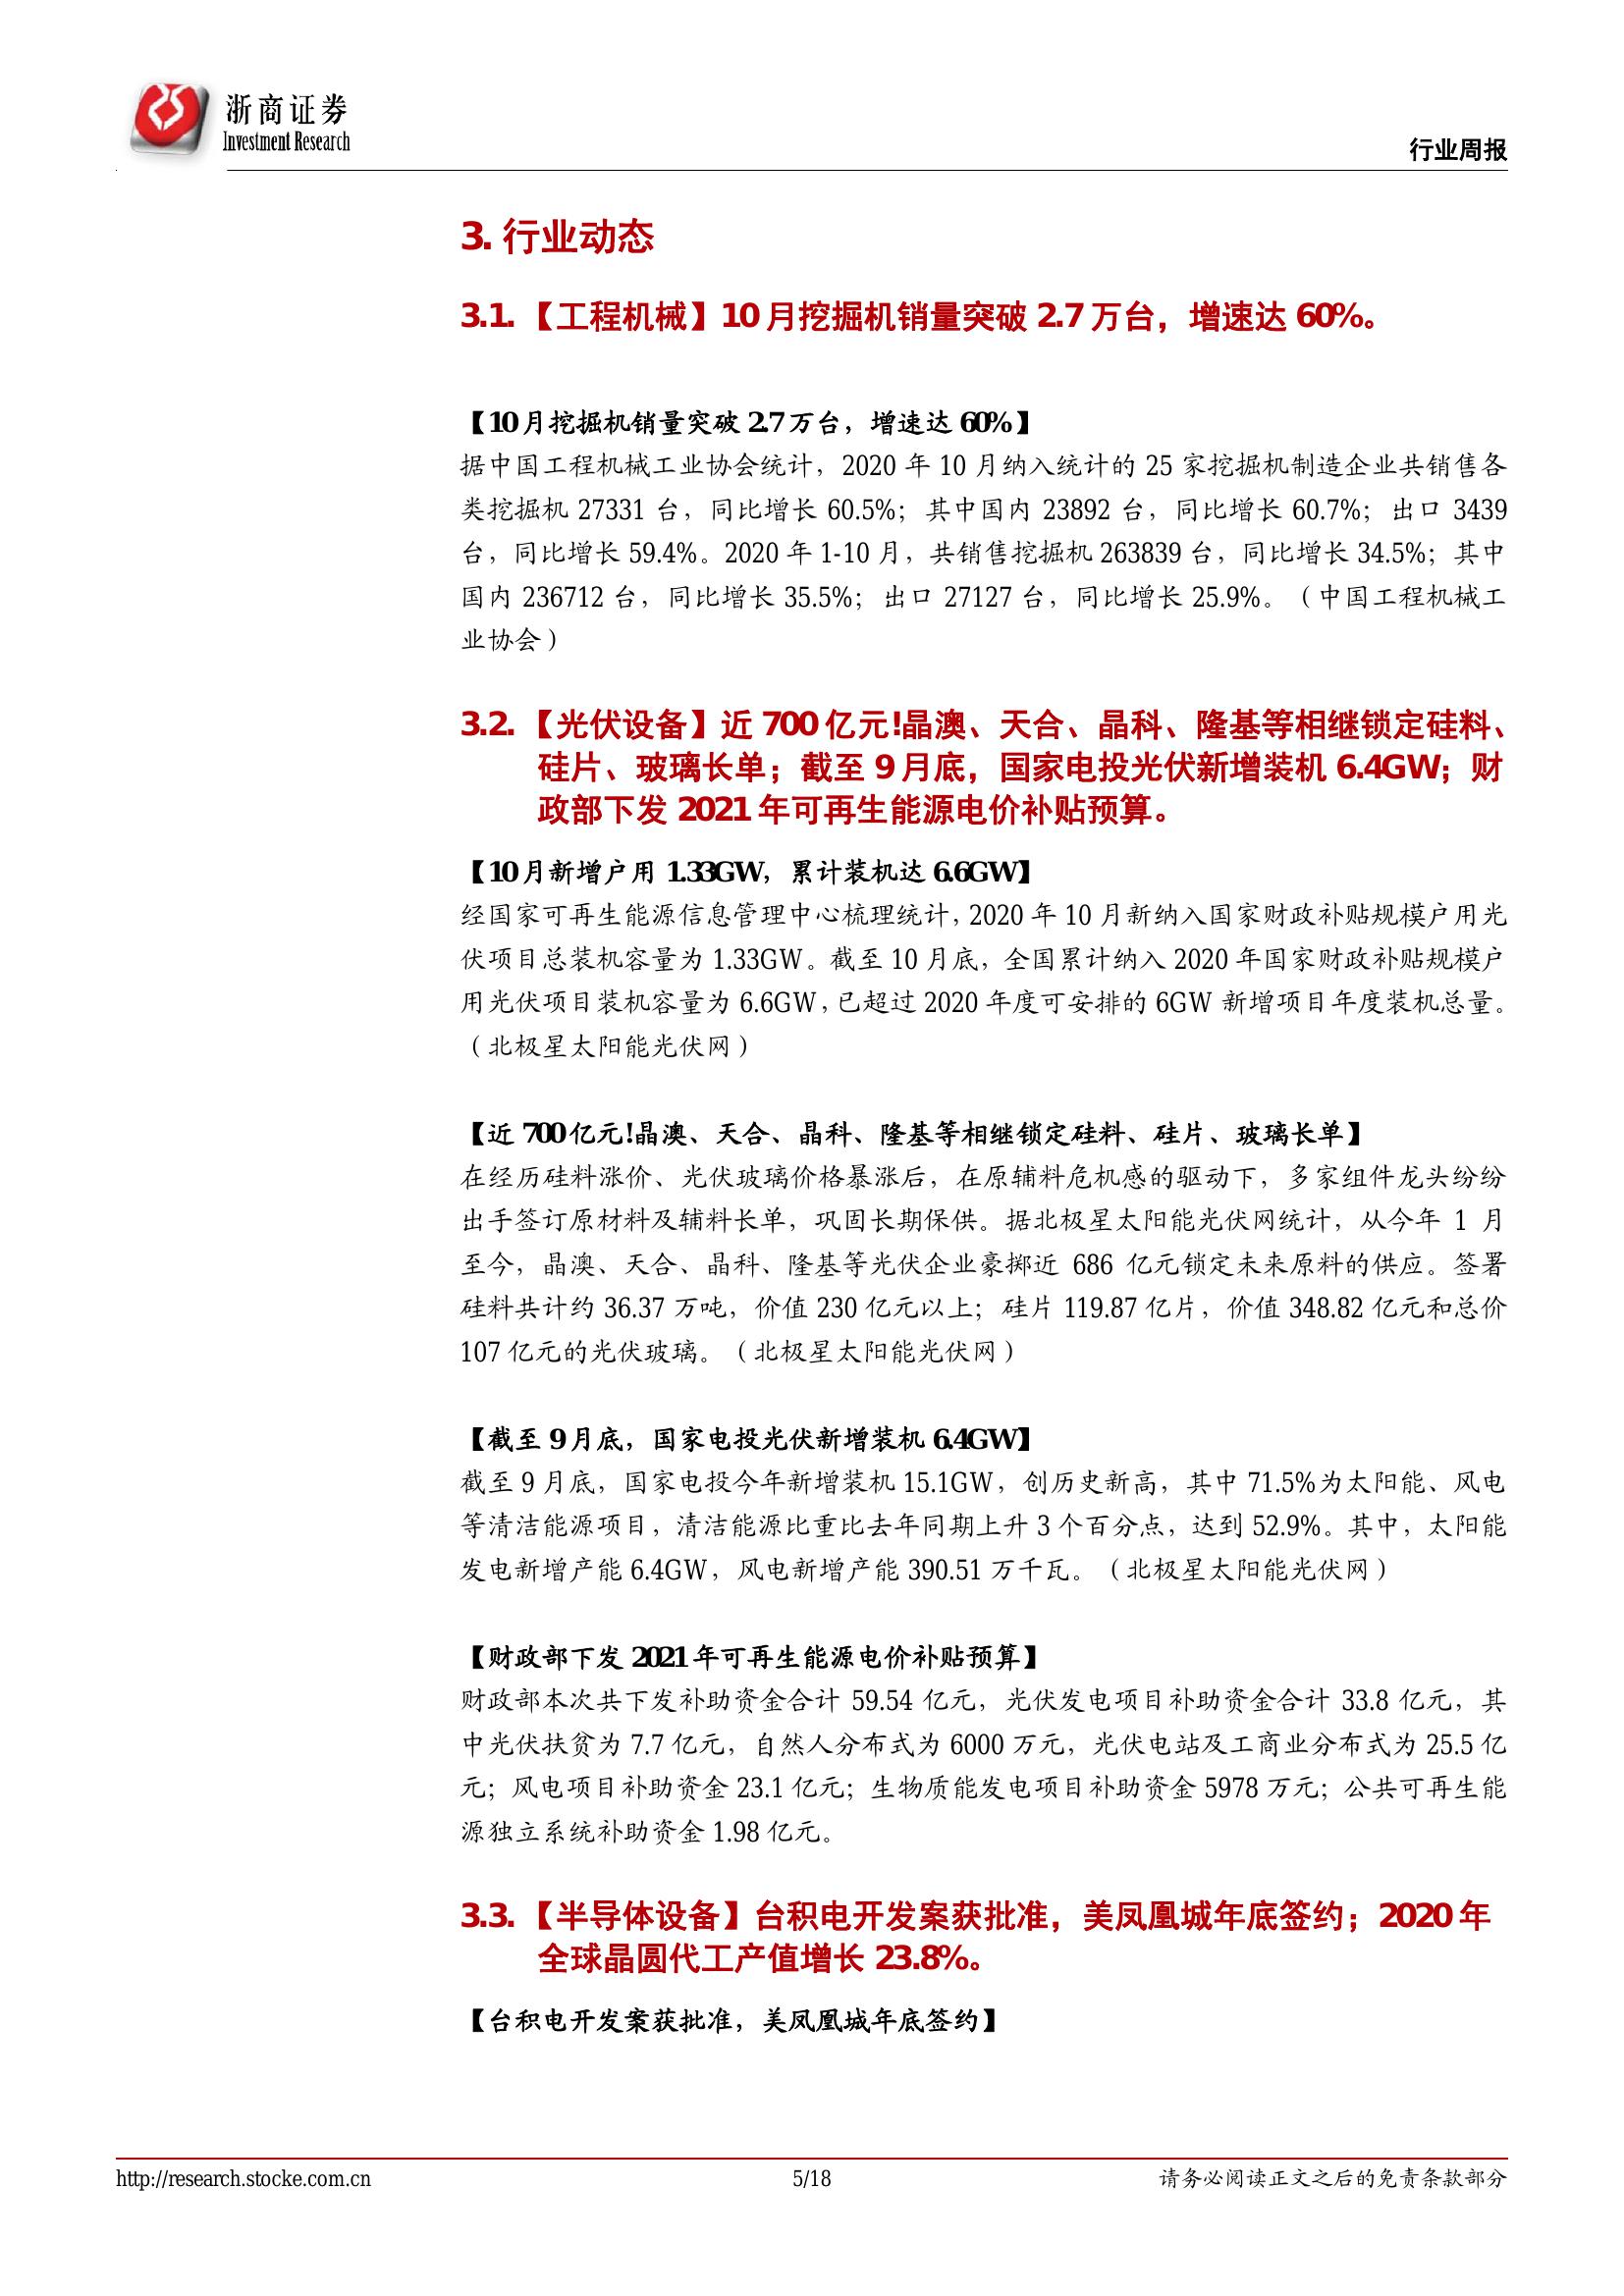 浙商证券
Investment Research
行业周报
3. 行业动态
3.1. 【工程机械】10 月挖掘机销量突破 2.7 万台，增速达 60%。
【10 月挖掘机销量突破 2.7 万台，增速达 60%】
据中国工程机械工业协会统计，2020 年 10 月纳入统计的 25 家挖掘机制造企业共销售各
类挖掘机 27331 台，同比增长 60.5%；其中国内 23892 台，同比增长 60.7%；出口 3439
台，同比增长 59.4%。2020 年 1-10 月，共销售挖掘机 263839 台，同比增长 34.5%；其中
国内 236712 台，同比增长 35.5%；出口 27127 台，同比增长 25.9%。（中国工程机械工
业协会）
3.2. 【光伏设备】近 700 亿元!晶澳、天合、晶科、隆基等相继锁定硅料、
硅片、玻璃长单；截至 9 月底，国家电投光伏新增装机 6.4GW；财
政部下发 2021 年可再生能源电价补贴预算。
【10 月新增户用 1.33GW，累计装机达 6.6GW】
经国家可再生能源信息管理中心梳理统计，2020 年 10 月新纳入国家财政补贴规模户用光
伏项目总装机容量为 1.33GW。截至 10 月底，全国累计纳入 2020 年国家财政补贴规模户
用光伏项目装机容量为 6.6GW，已超过 2020 年度可安排的 6GW 新增项目年度装机总量。
（北极星太阳能光伏网）
【近 700 亿元!晶澳、天合、晶科、隆基等相继锁定硅料、硅片、玻璃长单】
在经历硅料涨价、光伏玻璃价格暴涨后，在原辅料危机感的驱动下，多家组件龙头纷纷
出手签订原材料及辅料长单，巩固长期保供。据北极星太阳能光伏网统计，从今年 1 月
至今，晶澳、天合、晶科、隆基等光伏企业豪掷近 686 亿元锁定未来原料的供应。签署
硅料共计约 36.37 万吨，价值 230 亿元以上；硅片 119.87 亿片，价值 348.82 亿元和总价
107 亿元的光伏玻璃。（北极星太阳能光伏网）
【截至 9 月底，国家电投光伏新增装机 6.4GW】
截至 9 月底，国家电投今年新增装机 15.1GW，创历史新高，其中 71.5%为太阳能、风电
等清洁能源项目，清洁能源比重比去年同期上升 3 个百分点，达到 52.9%。其中，太阳能
发电新增产能 6.4GW，风电新增产能 390.51 万千瓦。（北极星太阳能光伏网）
【财政部下发 2021 年可再生能源电价补贴预算】
财政部本次共下发补助资金合计 59.54 亿元，光伏发电项目补助资金合计 33.8 亿元，其
中光伏扶贫为 7.7 亿元，自然人分布式为 6000 万元，光伏电站及工商业分布式为 25.5 亿
元；风电项目补助资金 23.1 亿元；生物质能发电项目补助资金 5978 万元；公共可再生能
源独立系统补助资金 1.98 亿元。
3.3. 【半导体设备】台积电开发案获批准，美凤凰城年底签约；2020 年
全球晶圆代工产值增长 23.8%。
【台积电开发案获批准，美凤凰城年底签约】
http://research.stocke.com.cn
5/18
请务必阅读正文之后的免责条款部分